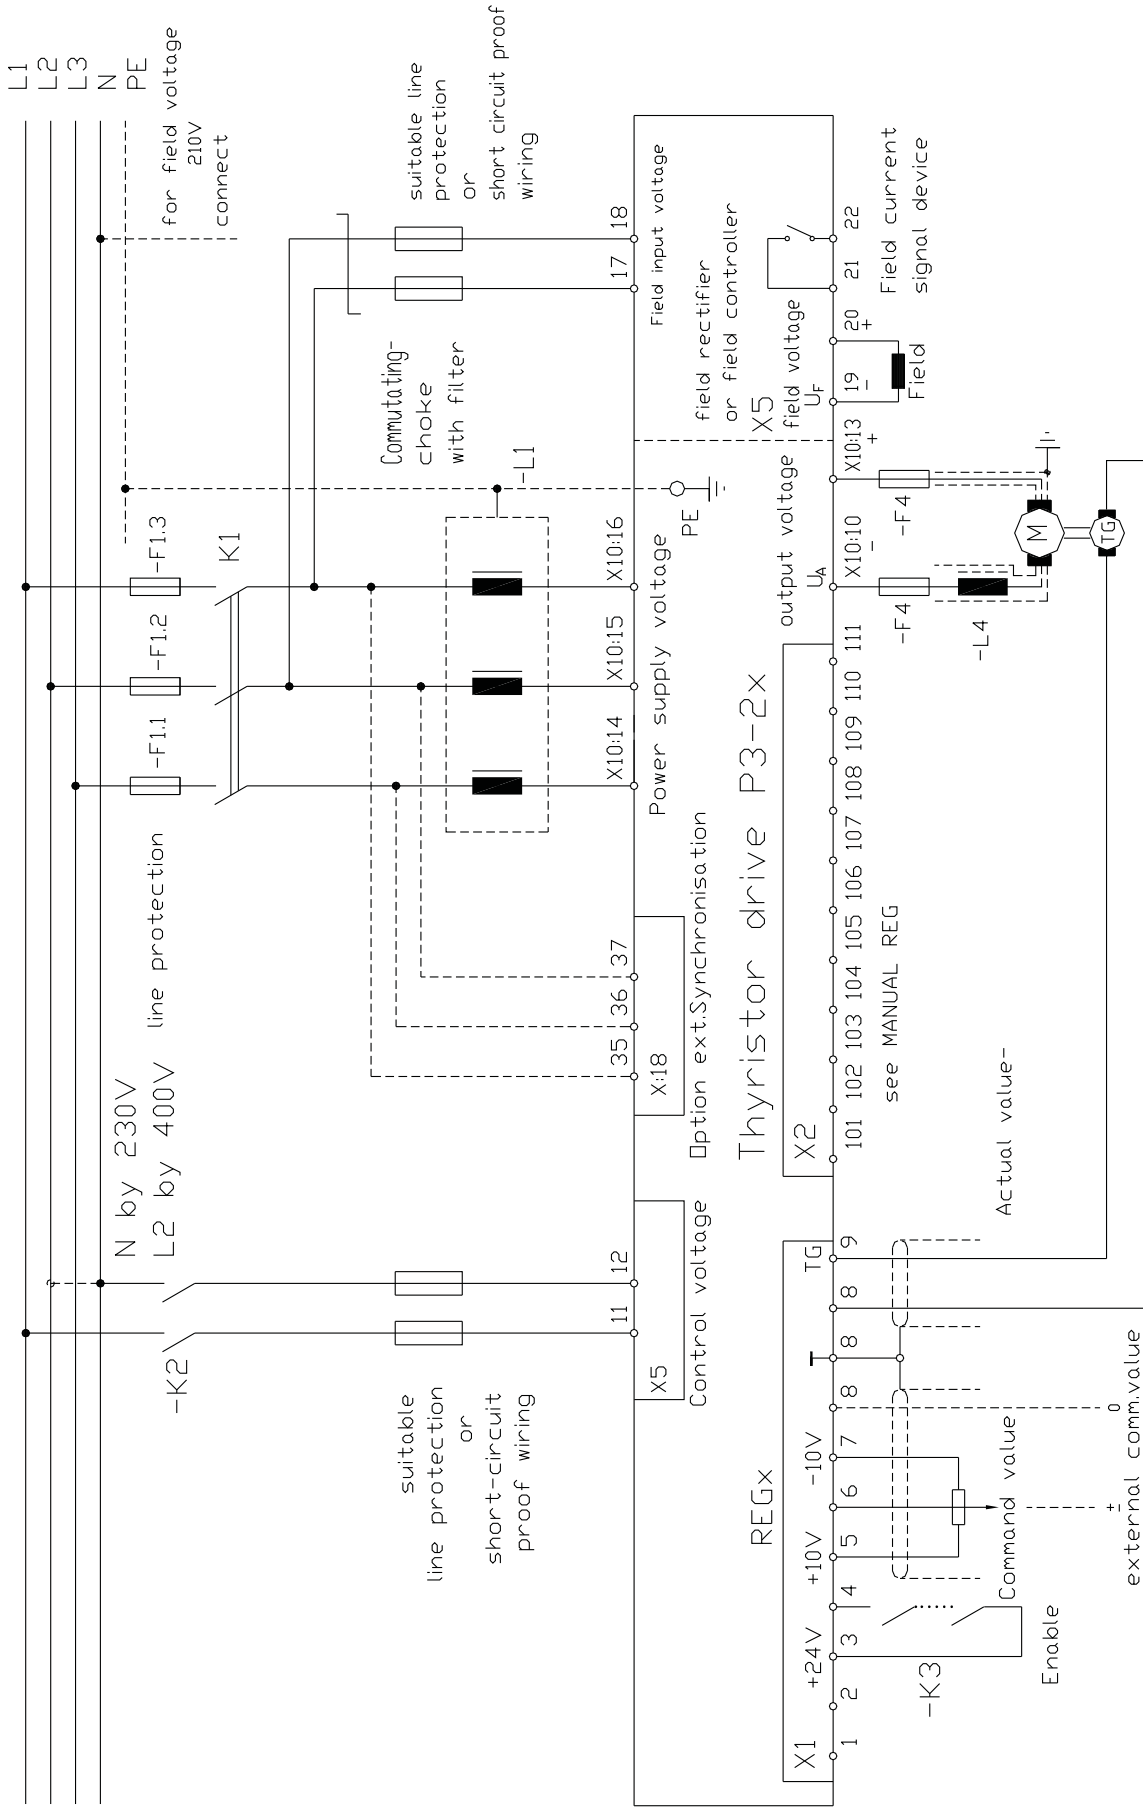 L1
L2
L3
N
PE
for field voltage
210V
connect
N by 230V
L2 by 400V
line protection
-F1.1
-F1.2
-F1.3
K1
-K2
suitable
line protection
or
short-circuit
proof wiring
Commutating-
choke
with filter
-L1
suitable line
protection
or
short circuit proof
wiring
11
12
X5
Control voltage
35
36
37
X:18
Option ext.Synchronisation
X10:14
X10:15
X10:16
Power supply voltage
PE
17
18
Field input voltage
field rectifier
or field controller
X5
field voltage
UF
output voltage
UA
Thyristor drive P3-2x
REGx
X1
+24V
+10V
-10V
TG
X2
1
2
3
4
5
6
7
8
8
8
9
101
102
103
104
105
106
107
108
109
110
111
X10:10
-
X10:13
+
19
-
20
+
21
22
see MANUAL REG
Field current
signal device
Field
-F4
-F4
-L4
M
TG
-K3
Enable
Command value
Actual value-
±
0
external comm.value